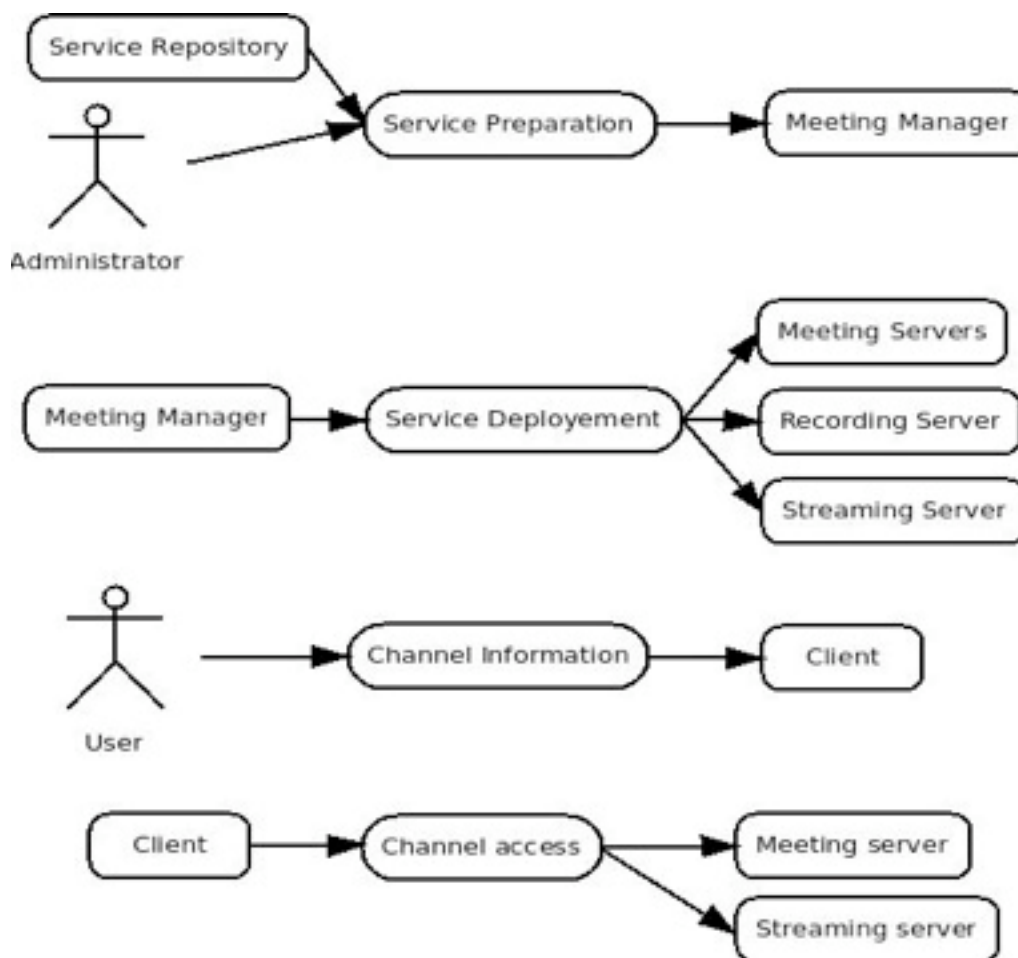 Service Repository
Service Preparation
Meeting Manager
Administrator
Meeting Servers
Meeting Manager
Service Deployement
Recording Server
Streaming Server
Channel Information
Client
User
Client
Channel access
Meeting server
Streaming server